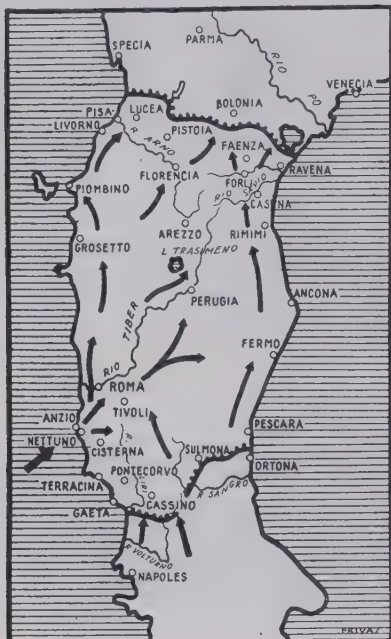 PARMA
SPECIA
RIO
PO
VENECIA
LUCEA
BOLONIA
PISA
PISTOIA
LIVORNO
R. ARNO
FAENZA
RAVENA
FLORENCIA
FORLI
RIO
SAVIO
CASENA
PIOMBINO
AREZZO
RIMIMI
L TRASIMENO
GROSETTO
PERUGIA
ANCONA
TIBER
FERMO
RIO
ROMA
TIVOLI
ANZIO
PESCARA
NETTUNO
CISTERNA
SULMONA
PONTECORVO
ORTONA
R. SANGRO
TERRACINA
CASSINO
GAETA
R. VOLTURNO
NAPOLES